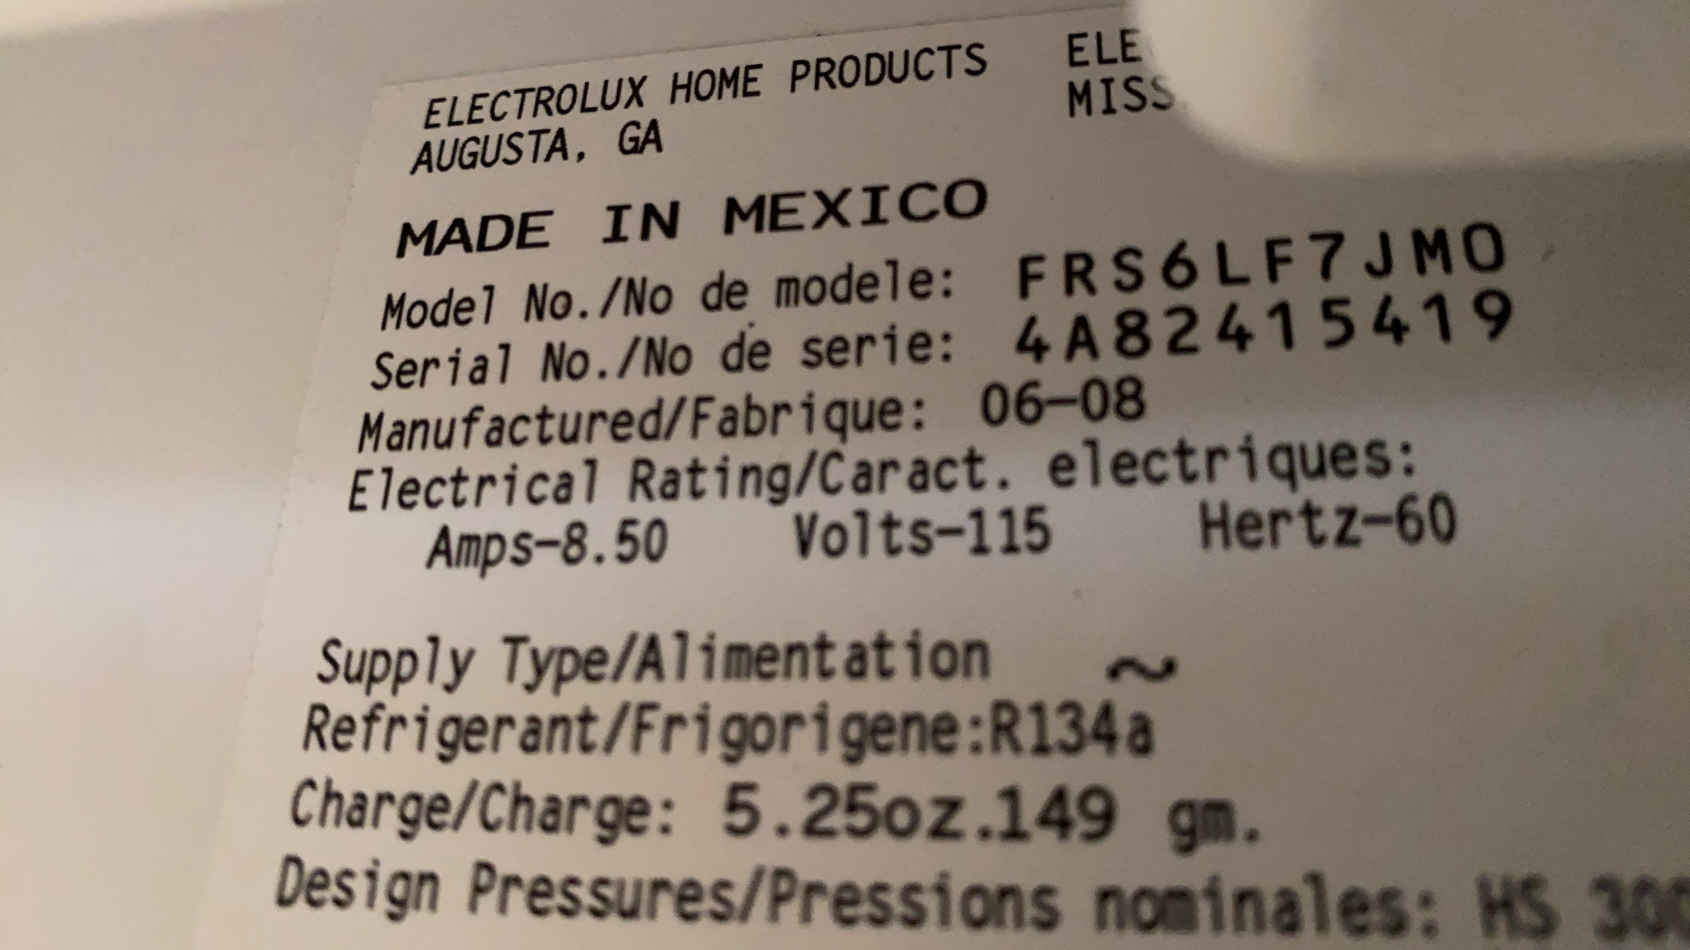 ELECTROLUX HOME PRODUCTS
AUGUSTA, GA
MADE IN MEXICO
Model No./No de modele: FRS6LF7JM0
Serial No./No de serie: 4A82415419
Manufactured/Fabrique: 06-08
Electrical Rating/Caract. electriques:
Amps-8.50 Volts-115 Hertz-60
Supply Type/Alimentation ~
Refrigerant/Frigorigene:R134a
Charge/Charge: 5.25oz.149 gm.
Design Pressures/Pressions nominales: HS